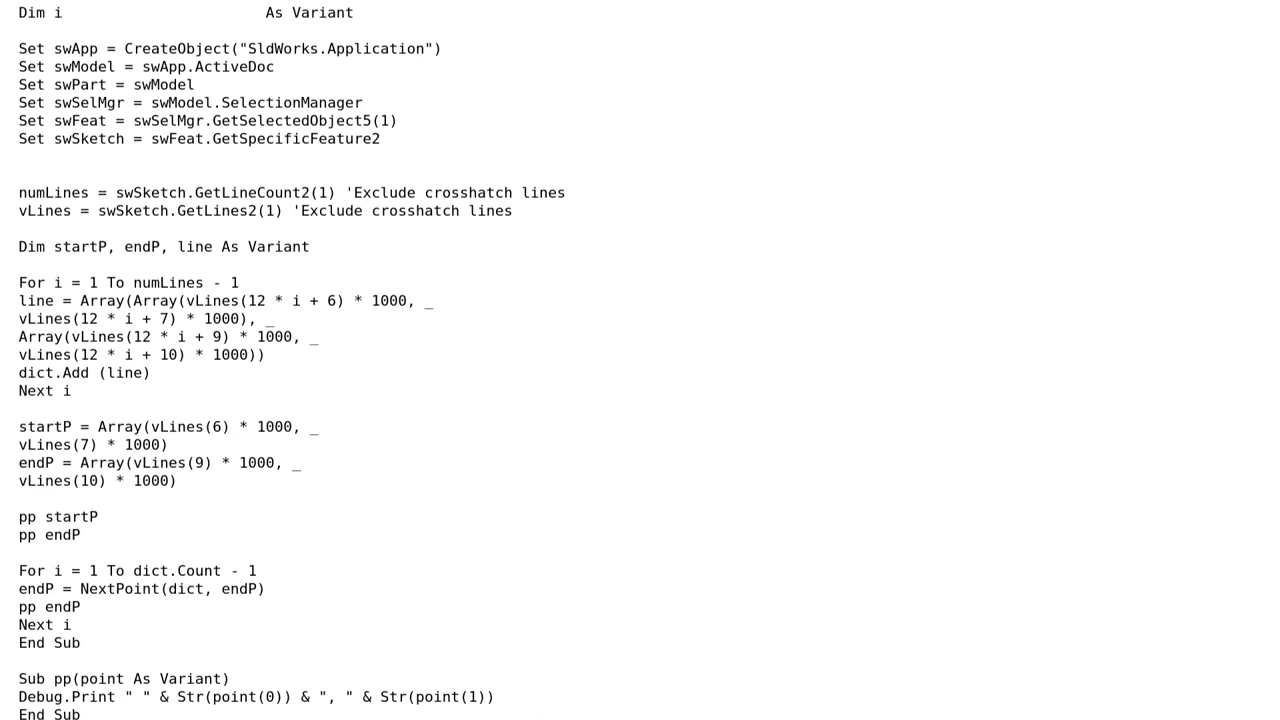 Dim i                       As Variant
Set swApp = CreateObject("SldWorks.Application")
Set swModel = swApp.ActiveDoc
Set swPart = swModel
Set swSelMgr = swModel.SelectionManager
Set swFeat = swSelMgr.GetSelectedObject5(1)
Set swSketch = swFeat.GetSpecificFeature2
numLines = swSketch.GetLineCount2(1) 'Exclude crosshatch lines
vLines = swSketch.GetLines2(1) 'Exclude crosshatch lines
Dim startP, endP, line As Variant
For i = 1 To numLines - 1
line = Array(Array(vLines(12 * i + 6) * 1000, _
vLines(12 * i + 7) * 1000), _
Array(vLines(12 * i + 9) * 1000, _
vLines(12 * i + 10) * 1000))
dict.Add (line)
Next i
startP = Array(vLines(6) * 1000, _
vLines(7) * 1000)
endP = Array(vLines(9) * 1000, _
vLines(10) * 1000)
pp startP
pp endP
For i = 1 To dict.Count - 1
endP = NextPoint(dict, endP)
pp endP
Next i
End Sub
Sub pp(point As Variant)
Debug.Print " " & Str(point(0)) & ", " & Str(point(1))
End Sub